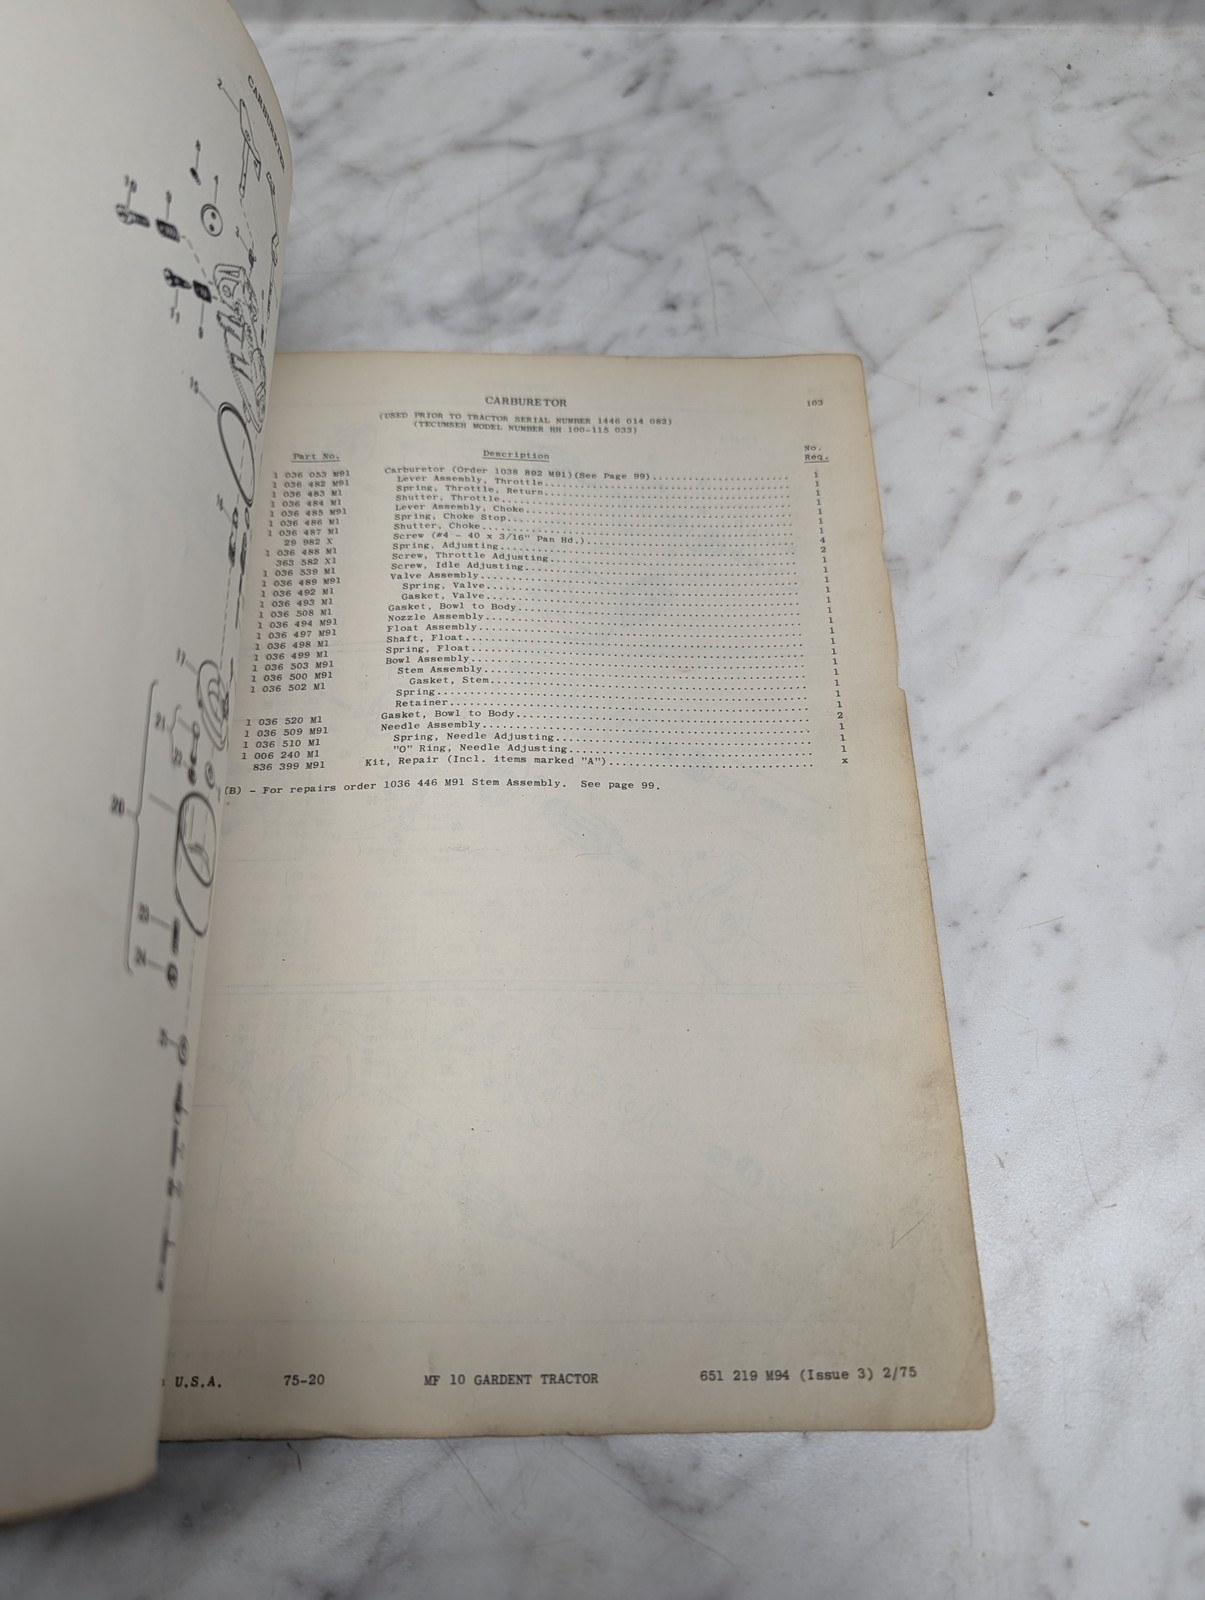 CARBURETOR
CARBURETOR 103
(USED PRIOR TO TRACTOR SERIAL NUMBER 1446 014 082)
(TECUMSEH MODEL NUMBER HH 100-115 033)
Part No. Description No. Req.
1 036 053 M91 Carburetor (Order 1038 892 M91)(See Page 99) 1
1 036 482 M91 Lever Assembly, Throttle 1
1 036 483 M1 Spring, Throttle, Return 1
1 036 484 M1 Shutter, Throttle 1
1 036 485 M91 Lever Assembly, Choke 1
1 036 486 M1 Spring, Choke Stop 1
1 036 487 M1 Shutter, Choke 1
29 982 X Screw (#4 - 40 x 3/16" Pan Hd.) 4
1 036 488 M1 Spring, Adjusting 2
363 582 X1 Screw, Throttle Adjusting 1
1 036 539 M1 Screw, Idle Adjusting 1
1 036 489 M91 Valve Assembly 1
1 036 492 M1 Spring, Valve 1
1 036 493 M1 Gasket, Valve 1
1 036 508 M1 Gasket, Bowl to Body 1
1 036 494 M91 Nozzle Assembly 1
1 036 497 M91 Float Assembly 1
1 036 498 M1 Shaft, Float 1
1 036 499 M1 Spring, Float 1
1 036 503 M91 Bowl Assembly 1
1 036 500 M91 Stem Assembly 1
1 036 502 M1 Gasket, Stem 1
Spring 1
Retainer 1
1 036 520 M1 Gasket, Bowl to Body 2
1 036 509 M91 Needle Assembly 1
1 036 510 M1 Spring, Needle Adjusting 1
1 006 240 M1 "O" Ring, Needle Adjusting 1
836 399 M91 Kit, Repair (Incl. items marked "A") x
(B) - For repairs order 1036 446 M91 Stem Assembly. See page 99.
U.S.A. 75-20 MF 10 GARDENT TRACTOR 651 219 M94 (Issue 3) 2/75